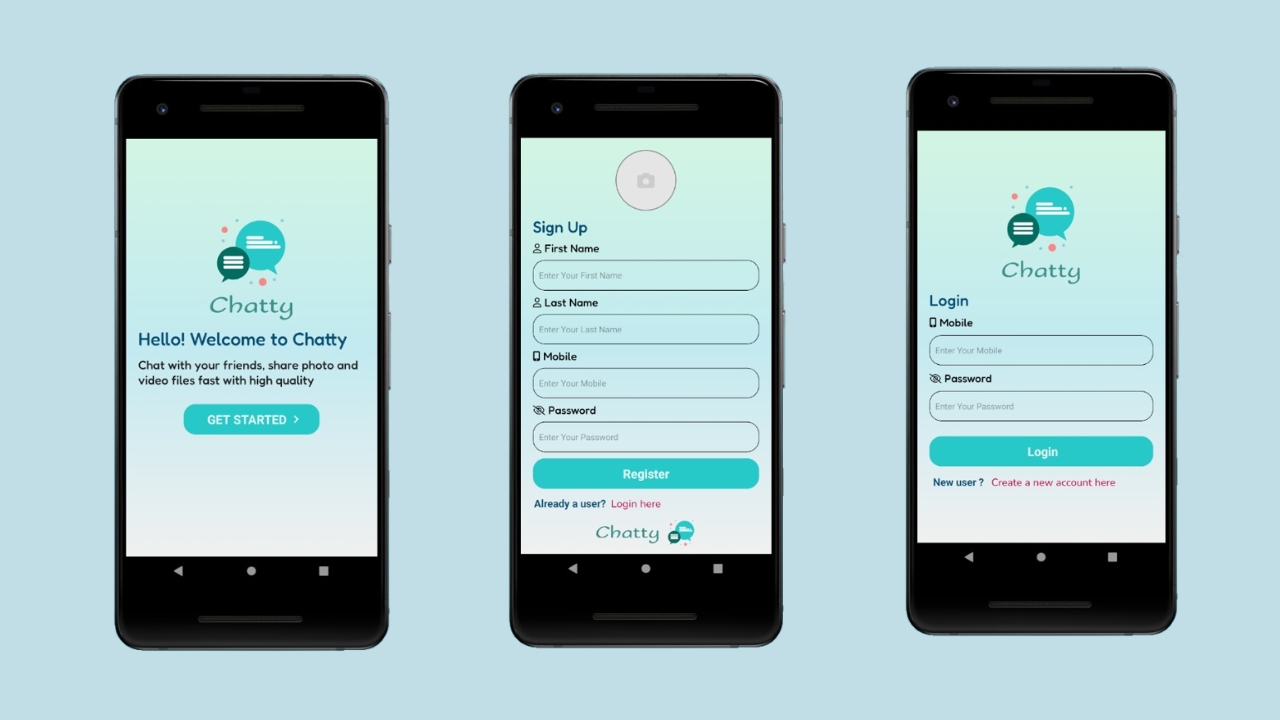 Chatty
Hello! Welcome to Chatty
Chat with your friends, share photo and
video files fast with high quality
GET STARTED
Sign Up
First Name
Enter Your First Name
Last Name
Enter Your Last Name
Mobile
Enter Your Mobile
Password
Enter Your Password
Register
Already a user? Login here
Chatty
Chatty
Login
Mobile
Enter Your Mobile
Password
Enter Your Password
Login
New user ? Create a new account here